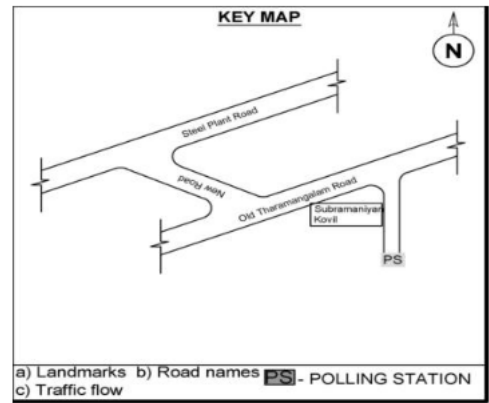 KEY MAP
N
Steel Plant Road
New Road
Old Tharamangalam Road
Subramaniyan
Kovil
PS
a) Landmarks b) Road names PS - POLLING STATION
c) Traffic flow